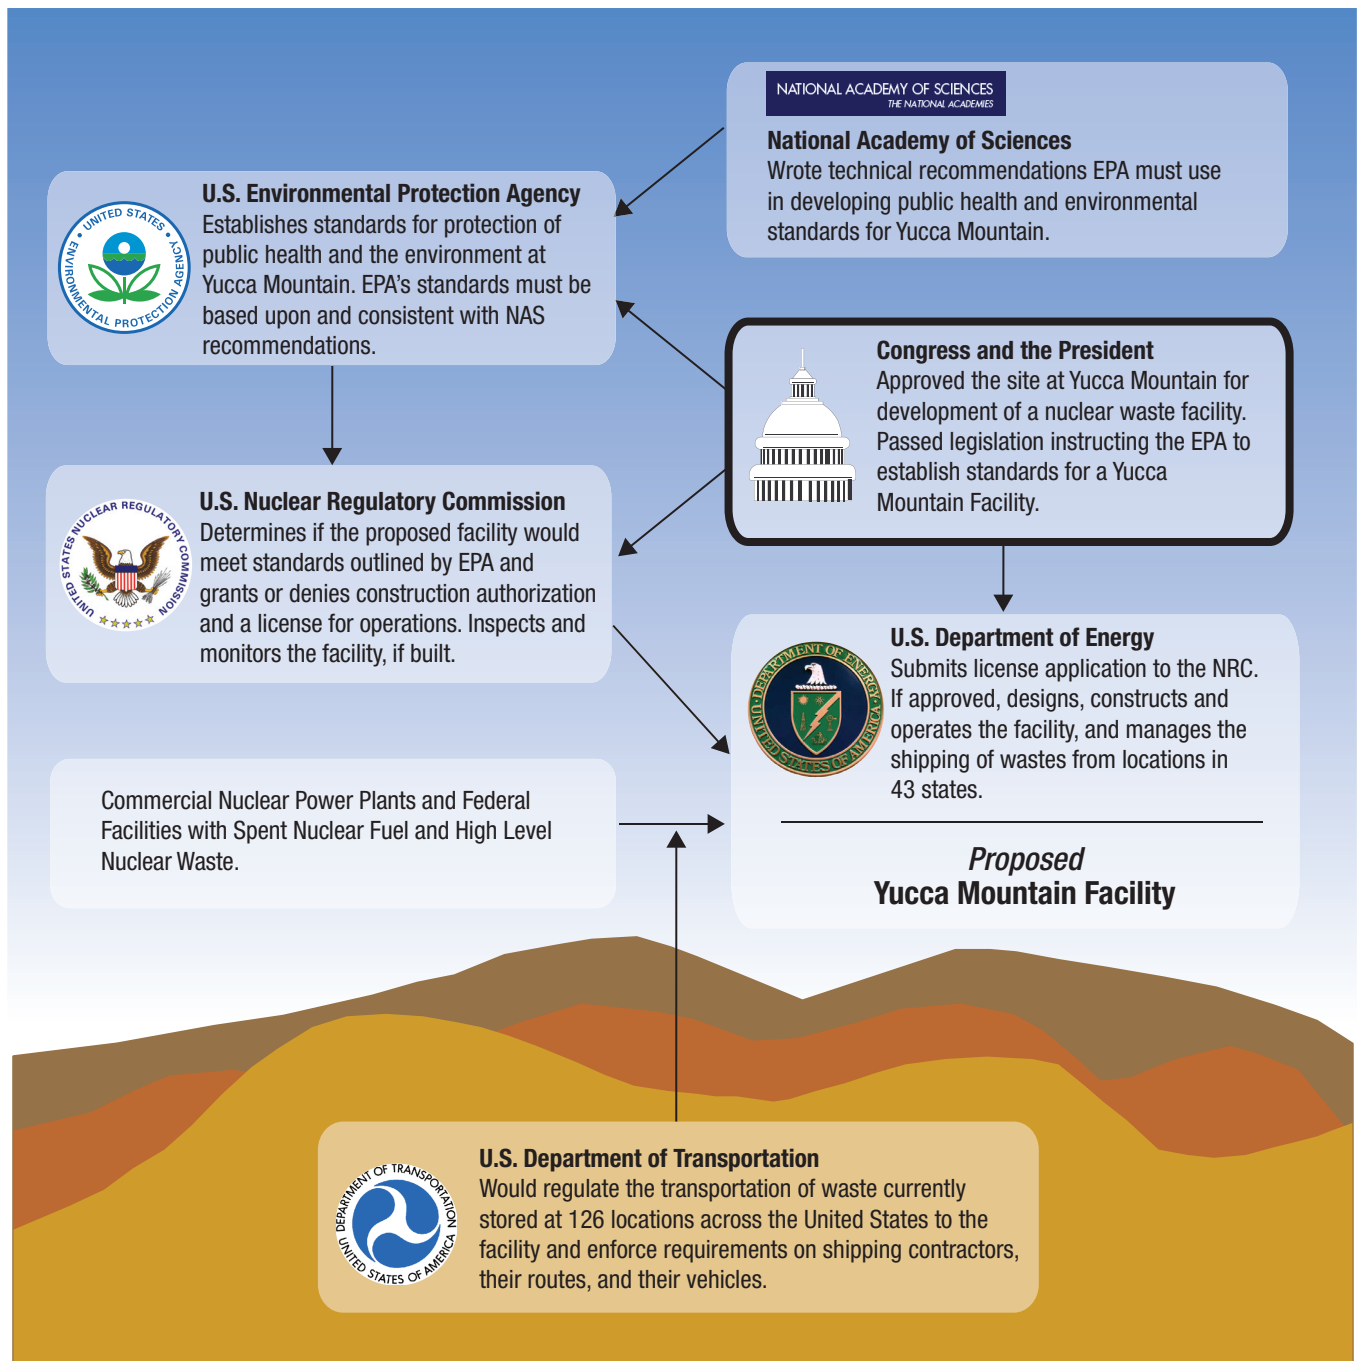 NATIONAL ACADEMY OF SCIENCES
THE NATIONAL ACADEMIES
National Academy of Sciences
Wrote technical recommendations EPA must use
in developing public health and environmental
standards for Yucca Mountain.
UNITED STATES • ENVIRONMENTAL PROTECTION AGENCY •
U.S. Environmental Protection Agency
Establishes standards for protection of
public health and the environment at
Yucca Mountain. EPA’s standards must be
based upon and consistent with NAS
recommendations.
Congress and the President
Approved the site at Yucca Mountain for
development of a nuclear waste facility.
Passed legislation instructing the EPA to
establish standards for a Yucca
Mountain Facility.
UNITED STATES NUCLEAR REGULATORY COMMISSION
U.S. Nuclear Regulatory Commission
Determines if the proposed facility would
meet standards outlined by EPA and
grants or denies construction authorization
and a license for operations. Inspects and
monitors the facility, if built.
DEPARTMENT OF ENERGY
UNITED STATES OF AMERICA
U.S. Department of Energy
Submits license application to the NRC.
If approved, designs, constructs and
operates the facility, and manages the
shipping of wastes from locations in
43 states.
Commercial Nuclear Power Plants and Federal
Facilities with Spent Nuclear Fuel and High Level
Nuclear Waste.
Proposed
Yucca Mountain Facility
DEPARTMENT OF TRANSPORTATION
UNITED STATES OF AMERICA
U.S. Department of Transportation
Would regulate the transportation of waste currently
stored at 126 locations across the United States to the
facility and enforce requirements on shipping contractors,
their routes, and their vehicles.